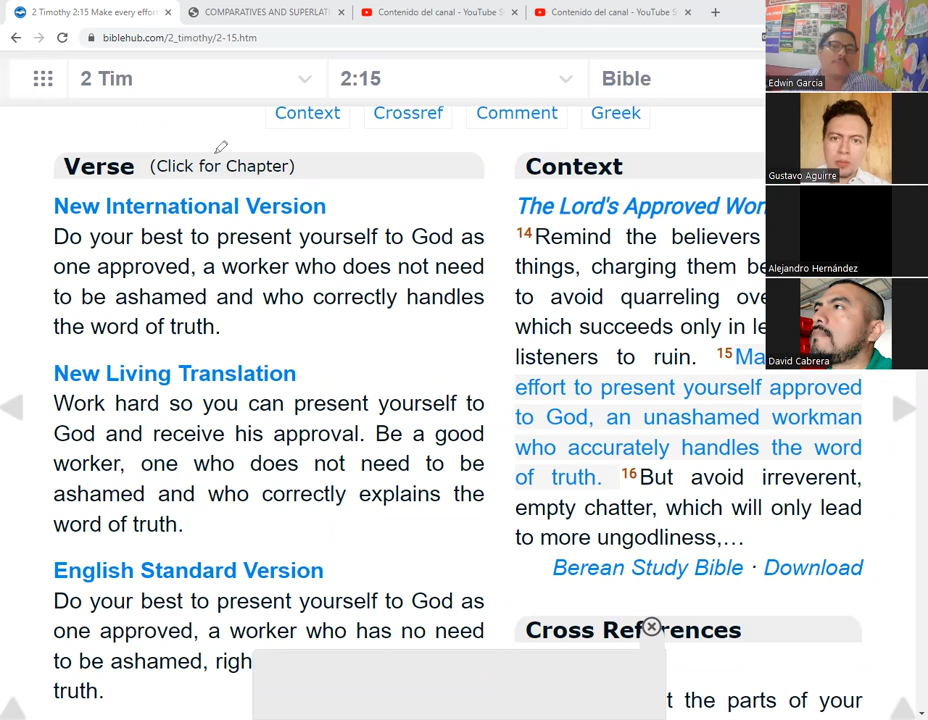 2 Timothy 2:15 Make every effor
COMPARATIVES AND SUPERLAT
Contenido del canal - YouTube S
Contenido del canal - YouTube S
biblehub.com/2_timothy/2-15.htm
2 Tim
2:15
Bible
Context
Crossref
Comment
Greek
Verse (Click for Chapter)
New International Version
Do your best to present yourself to God as
one approved, a worker who does not need
to be ashamed and who correctly handles
the word of truth.
New Living Translation
Work hard so you can present yourself to
God and receive his approval. Be a good
worker, one who does not need to be
ashamed and who correctly explains the
word of truth.
English Standard Version
Do your best to present yourself to God as
one approved, a worker who has no need
to be ashamed, righ
truth.
Context
The Lord's Approved Wor
14Remind the believers
things, charging them be
to avoid quarreling ove
which succeeds only in le
listeners to ruin. 15Ma
effort to present yourself approved
to God, an unashamed workman
who accurately handles the word
of truth. 16But avoid irreverent,
empty chatter, which will only lead
to more ungodliness,…
Berean Study Bible · Download
Cross References
t the parts of your
Edwin García
Gustavo Aguirre
Alejandro Hernández
David Cabrera